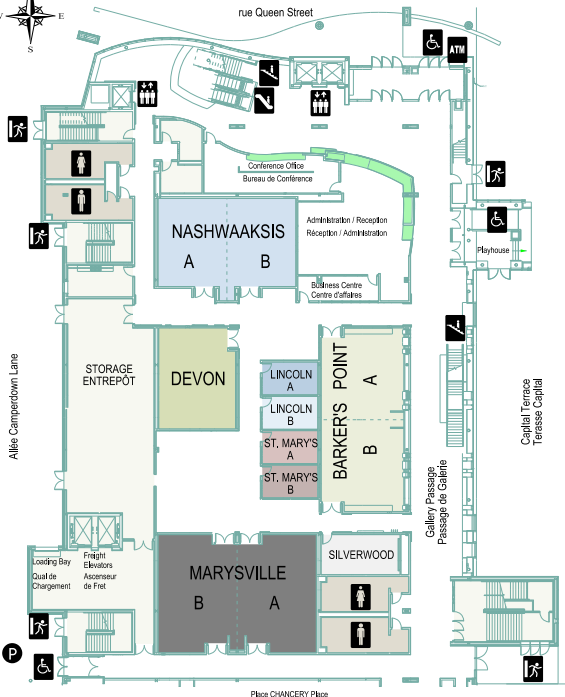 rue Queen Street
W
E
S
ATM
Conference Office
Bureau de Conférence
NASHWAAKSIS
A B
Administration / Reception
Réception / Administration
Playhouse
Business Centre
Centre d'affaires
STORAGE
ENTREPÔT
DEVON
LINCOLN
A
LINCOLN
B
ST. MARY'S
A
ST. MARY'S
B
BARKER'S POINT
A
B
Allée Camperdown Lane
Capital Terrace
Terasse Capital
Gallery Passage
Passage de Galerie
Loading Bay
Quai de
Chargement
Freight
Elevators
Ascenseur
de Fret
MARYSVILLE
B A
SILVERWOOD
P
Place CHANCERY Place